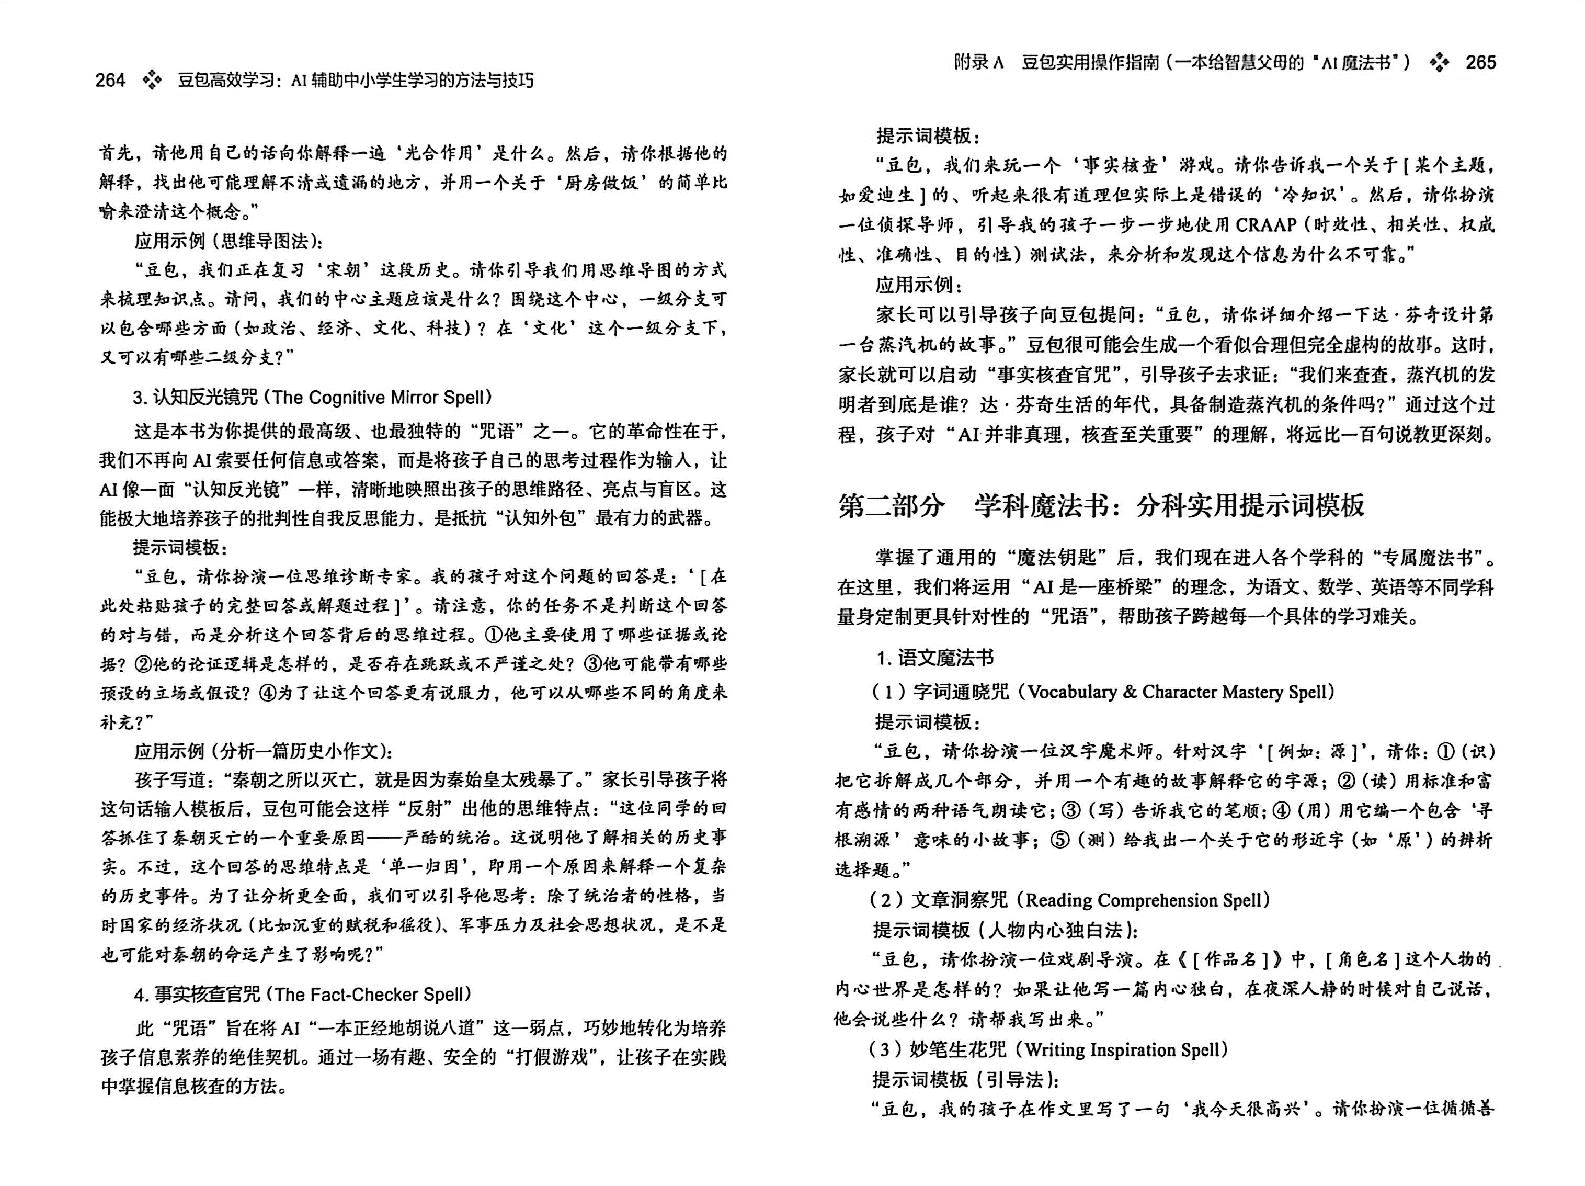 264 豆包高效学习：AI 辅助中小学生学习的方法与技巧
首先，请他用自己的话向你解释一遍‘光合作用’是什么。然后，请你根据他的
解释，找出他可能理解不清或遗漏的地方，并用一个关于‘厨房做饭’的简单比
喻来澄清这个概念。”
应用示例（思维导图法）：
“豆包，我们正在复习‘宋朝’这段历史。请你引导我们用思维导图的方式
来梳理知识点。请问，我们的中心主题应该是什么？围绕这个中心，一级分支可
以包含哪些方面（如政治、经济、文化、科技）？在‘文化’这个一级分支下，
又可以有哪些二级分支？”
3. 认知反光镜咒（The Cognitive Mirror Spell）
这是本书为你提供的最高级、也最独特的“咒语”之一。它的革命性在于，
我们不再向 AI 索要任何信息或答案，而是将孩子自己的思考过程作为输入，让
AI 像一面“认知反光镜”一样，清晰地映照出孩子的思维路径、亮点与盲区。这
能极大地培养孩子的批判性自我反思能力，是抵抗“认知外包”最有力的武器。
提示词模板：
“豆包，请你扮演一位思维诊断专家。我的孩子对这个问题的回答是：‘[ 在
此处粘贴孩子的完整回答或解题过程 ]’。请注意，你的任务不是判断这个回答
的对与错，而是分析这个回答背后的思维过程。①他主要使用了哪些证据或论
据？②他的论证逻辑是怎样的，是否存在跳跃或不严谨之处？③他可能带有哪些
预设的立场或假设？④为了让这个回答更有说服力，他可以从哪些不同的角度来
补充？”
应用示例（分析一篇历史小作文）：
孩子写道：“秦朝之所以灭亡，就是因为秦始皇太残暴了。”家长引导孩子将
这句话输入模板后，豆包可能会这样“反射”出他的思维特点：“这位同学的回
答抓住了秦朝灭亡的一个重要原因——严酷的统治。这说明他了解相关的历史事
实。不过，这个回答的思维特点是‘单一归因’，即用一个原因来解释一个复杂
的历史事件。为了让分析更全面，我们可以引导他思考：除了统治者的性格，当
时国家的经济状况（比如沉重的赋税和徭役）、军事压力及社会思想状况，是不是
也可能对秦朝的命运产生了影响呢？”
4. 事实核查官咒（The Fact-Checker Spell）
此“咒语”旨在将 AI“一本正经地胡说八道”这一弱点，巧妙地转化为培养
孩子信息素养的绝佳契机。通过一场有趣、安全的“打假游戏”，让孩子在实践
中掌握信息核查的方法。
附录 A 豆包实用操作指南（一本给智慧父母的“AI 魔法书”） 265
提示词模板：
“豆包，我们来玩一个‘事实核查’游戏。请你告诉我一个关于 [ 某个主题，
如爱迪生 ] 的、听起来很有道理但实际上是错误的‘冷知识’。然后，请你扮演
一位侦探导师，引导我的孩子一步一步地使用 CRAAP（时效性、相关性、权威
性、准确性、目的性）测试法，来分析和发现这个信息为什么不可靠。”
应用示例：
家长可以引导孩子向豆包提问：“豆包，请你详细介绍一下达·芬奇设计第
一台蒸汽机的故事。”豆包很可能会生成一个看似合理但完全虚构的故事。这时，
家长就可以启动“事实核查官咒”，引导孩子去求证：“我们来查查，蒸汽机的发
明者到底是谁？达·芬奇生活的年代，具备制造蒸汽机的条件吗？”通过这个过
程，孩子对“AI 并非真理，核查至关重要”的理解，将远比一百句说教更深刻。
第二部分 学科魔法书：分科实用提示词模板
掌握了通用的“魔法钥匙”后，我们现在进入各个学科的“专属魔法书”。
在这里，我们将运用“AI 是一座桥梁”的理念，为语文、数学、英语等不同学科
量身定制更具针对性的“咒语”，帮助孩子跨越每一个具体的学习难关。
1. 语文魔法书
（1）字词通晓咒（Vocabulary & Character Mastery Spell）
提示词模板：
“豆包，请你扮演一位汉字魔术师。针对汉字‘[ 例如：源 ]’，请你：①（识）
把它拆解成几个部分，并用一个有趣的故事解释它的字源；②（读）用标准和富
有感情的两种语气朗读它；③（写）告诉我它的笔顺；④（用）用它编一个包含‘寻
根溯源’意味的小故事；⑤（测）给我出一个关于它的形近字（如‘原’）的辨析
选择题。”
（2）文章洞察咒（Reading Comprehension Spell）
提示词模板（人物内心独白法）：
“豆包，请你扮演一位戏剧导演。在《[ 作品名 ]》中，[ 角色名 ] 这个人物的
内心世界是怎样的？如果让他写一篇内心独白，在夜深人静的时候对自己说话，
他会说些什么？请帮我写出来。”
（3）妙笔生花咒（Writing Inspiration Spell）
提示词模板（引导法）：
“豆包，我的孩子在作文里写了一句‘我今天很高兴’。请你扮演一位循循善